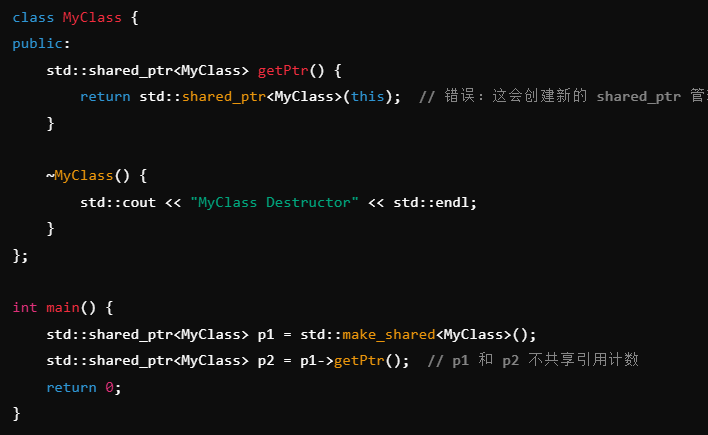 class MyClass {
public:
    std::shared_ptr<MyClass> getPtr() {
        return std::shared_ptr<MyClass>(this);  // 错误：这会创建新的 shared_ptr 管
    }

    ~MyClass() {
        std::cout << "MyClass Destructor" << std::endl;
    }
};

int main() {
    std::shared_ptr<MyClass> p1 = std::make_shared<MyClass>();
    std::shared_ptr<MyClass> p2 = p1->getPtr();  // p1 和 p2 不共享引用计数
    return 0;
}